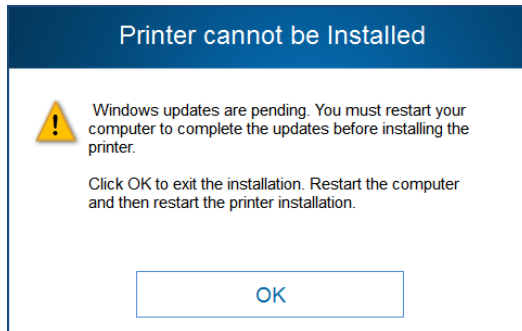 Printer cannot be Installed
Windows updates are pending. You must restart your
computer to complete the updates before installing the
printer.
Click OK to exit the installation. Restart the computer
and then restart the printer installation.
OK